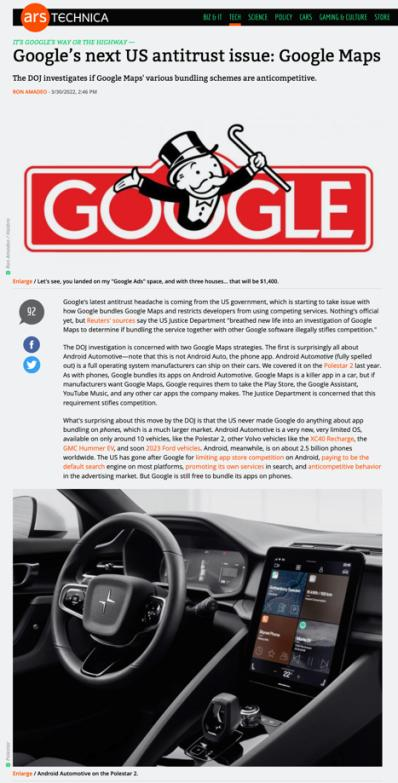 ars TECHNICA
BIZ & IT TECH SCIENCE POLICY CARS GAMING & CULTURE STORE
IT'S GOOGLE'S WAY OR THE HIGHWAY —
Google's next US antitrust issue: Google Maps
The DOJ investigates if Google Maps' various bundling schemes are anticompetitive.
RON AMADEO - 3/30/2022, 2:46 PM
GOOGLE
Enlarge / Let's see, you landed on my "Google Ads" space, and with three houses... that will be $1,400.
92
Google's latest antitrust headache is coming from the US government, which is starting to take issue with
how Google bundles Google Maps and restricts developers from using competing services. Nothing's official
yet, but Reuters' sources say the US Justice Department "breathed new life into an investigation of Google
Maps to determine if bundling the service together with other Google software illegally stifles competition."
The DOJ investigation is concerned with two Google Maps strategies. The first is surprisingly all about
Android Automotive—note that this is not Android Auto, the phone app. Android Automotive (fully spelled
out) is a full operating system manufacturers can ship on their cars. We covered it on the Polestar 2 last year.
As with phones, Google bundles its apps on Android Automotive. Google Maps is a killer app in a car, but if
manufacturers want Google Maps, Google requires them to take the Play Store, the Google Assistant,
YouTube Music, and any other car apps the company makes. The Justice Department is concerned that this
requirement stifles competition.
What's surprising about this move by the DOJ is that the US never made Google do anything about app
bundling on phones, which is a much larger market. Android Automotive is a very new, very limited OS,
available on only around 10 vehicles, like the Polestar 2, other Volvo vehicles like the XC40 Recharge, the
GMC Hummer EV, and soon 2023 Ford vehicles. Android, meanwhile, is on about 2.5 billion phones
worldwide. The US has gone after Google for limiting app store competition on Android, paying to be the
default search engine on most platforms, promoting its own services in search, and anticompetitive behavior
in the advertising market. But Google is still free to bundle its apps on phones.
22°
Polestar
Enlarge / Android Automotive on the Polestar 2.